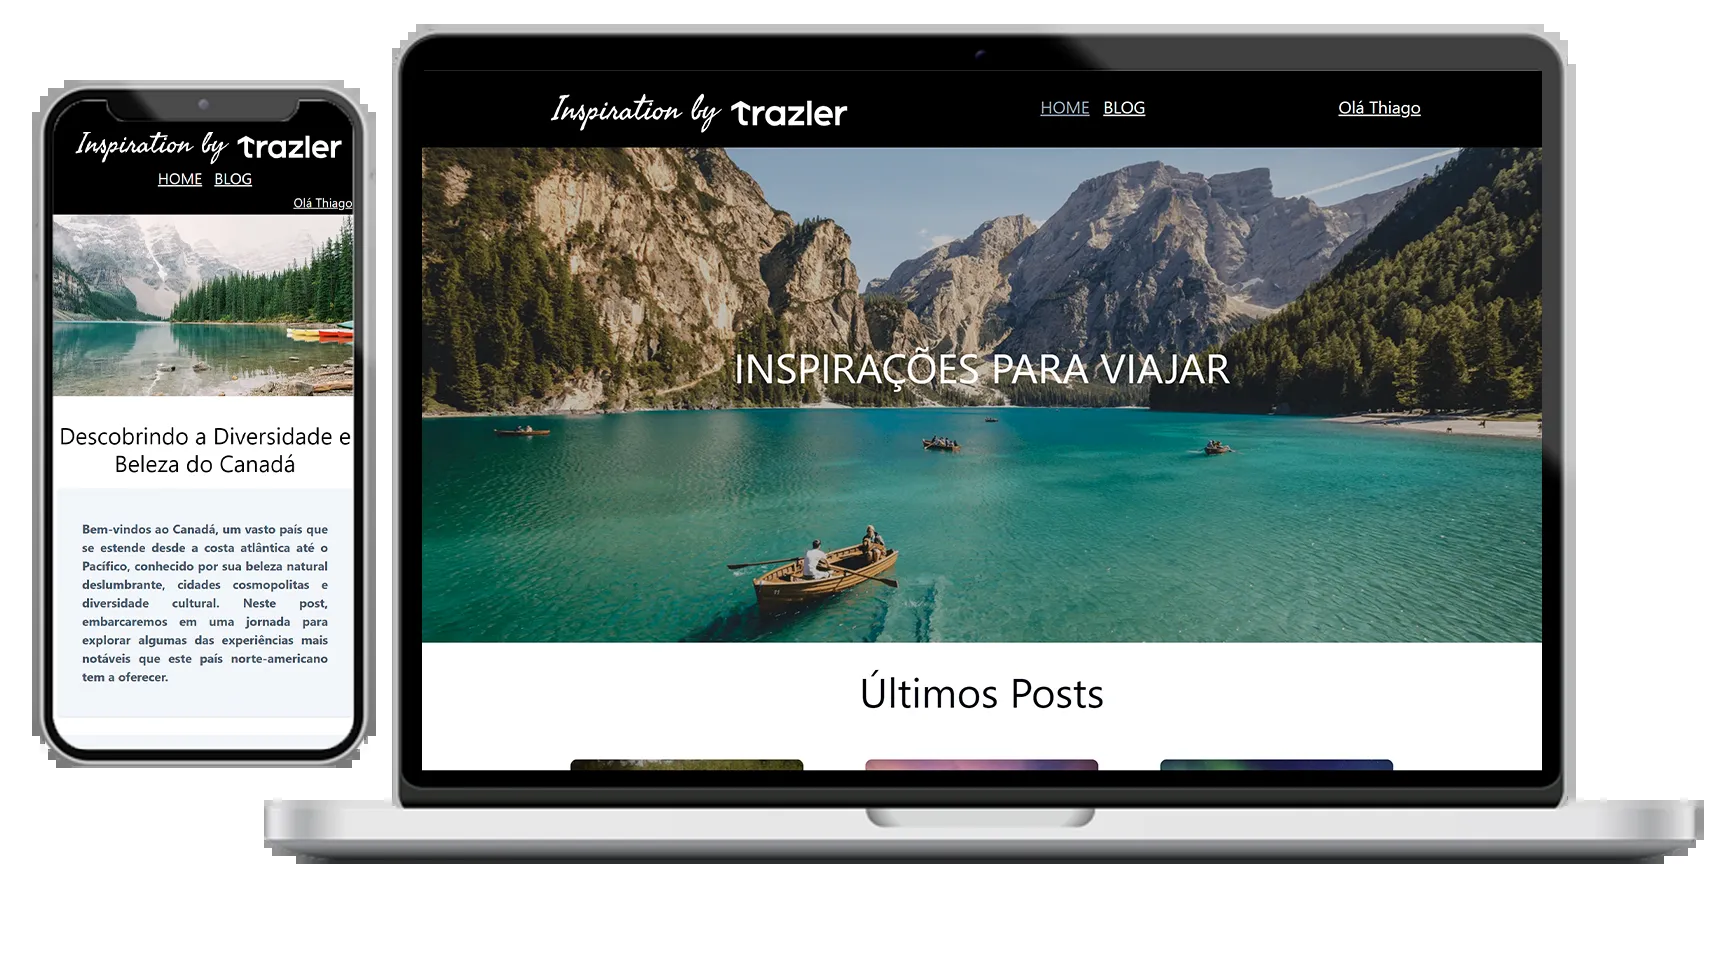 Inspiration by Trazler
HOME BLOG
Olá Thiago
Descobrindo a Diversidade e
Beleza do Canadá
Bem-vindos ao Canadá, um vasto país que
se estende desde a costa atlântica até o
Pacífico, conhecido por sua beleza natural
deslumbrante, cidades cosmopolitas e
diversidade cultural. Neste post,
embarcaremos em uma jornada para
explorar algumas das experiências mais
notáveis que este país norte-americano
tem a oferecer.
Inspiration by Trazler HOME BLOG Olá Thiago
INSPIRAÇÕES PARA VIAJAR
Últimos Posts